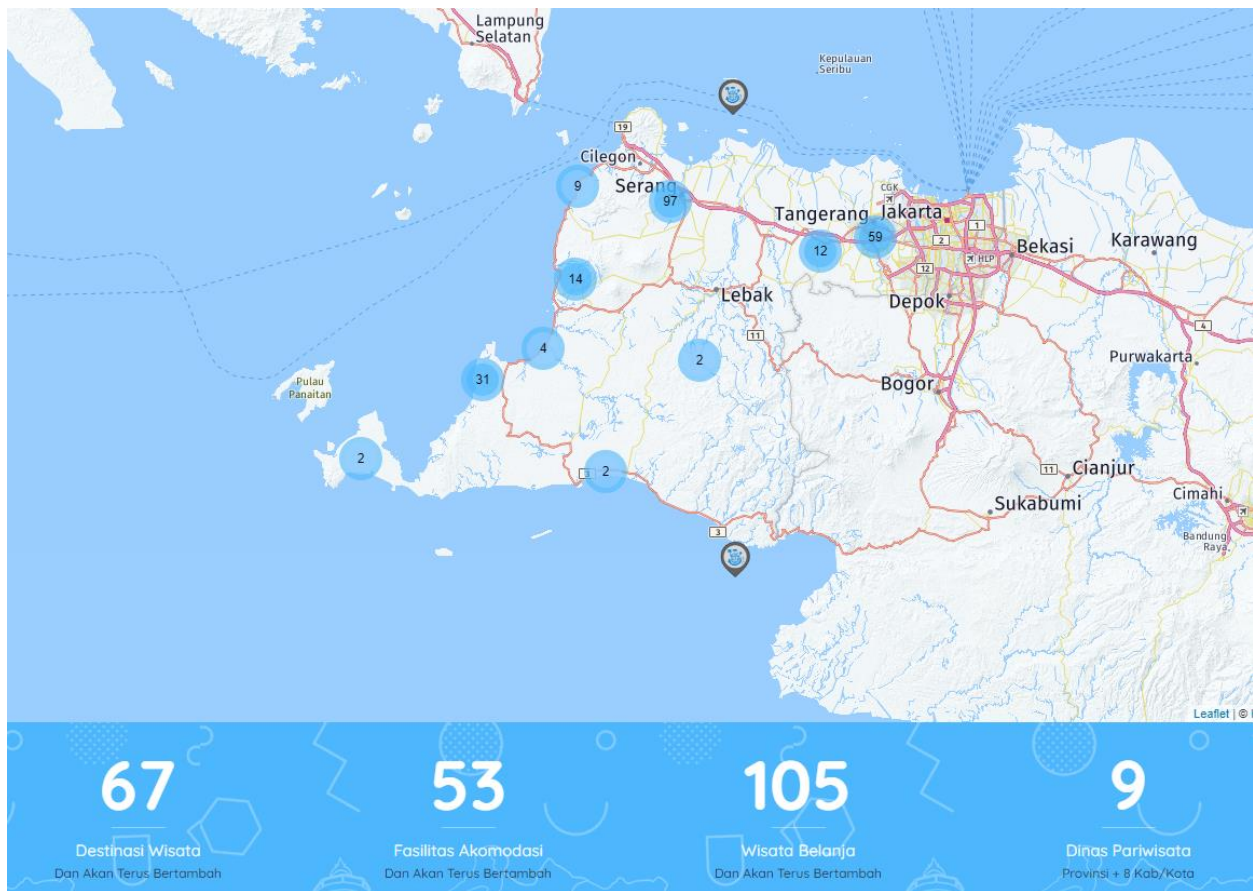 Lampung
Selatan
Kepulauan
Seribu
19
Cilegon
9
Serang
97
CGK
Tangerang
Jakarta
1
59
2
12
Bekasi
Karawang
HLP
12
14
Lebak
Depok
4
11
4
2
Purwakarta
31
Pulau
Panaitan
Bogor
2
3
2
11
Cianjur
Cimahi
Sukabumi
3
Bandung
Raya
Leaflet | ©
67
Destinasi Wisata
Dan Akan Terus Bertambah
53
Fasilitas Akomodasi
Dan Akan Terus Bertambah
105
Wisata Belanja
Dan Akan Terus Bertambah
9
Dinas Pariwisata
Provinsi + 8 Kab/Kota